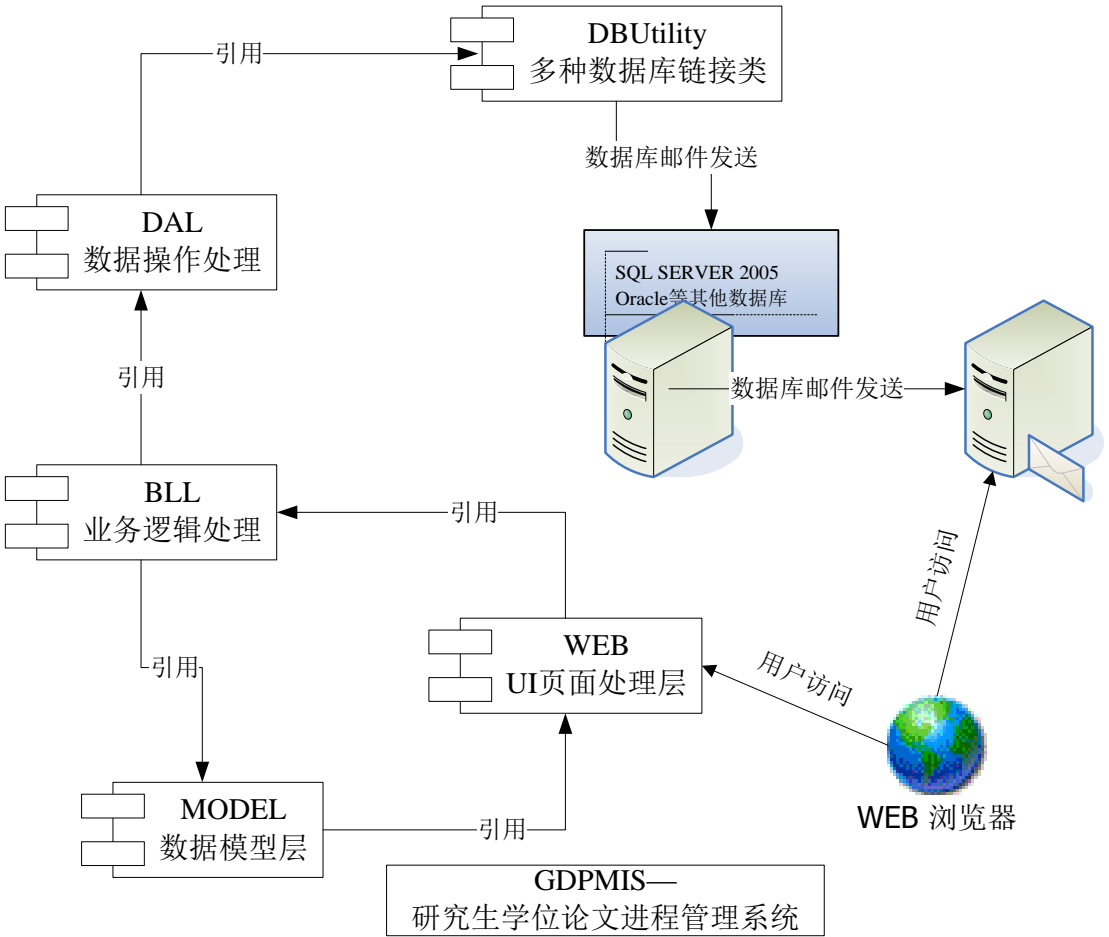 DBUtility
多种数据库链接类
引用
数据库邮件发送
DAL
数据操作处理
SQL SERVER 2005
Oracle等其他数据库
引用
数据库邮件发送
BLL
业务逻辑处理
引用
用户访问
WEB
UI页面处理层
引用
用户访问
MODEL
数据模型层
引用
WEB 浏览器
GDPMIS—
研究生学位论文进程管理系统